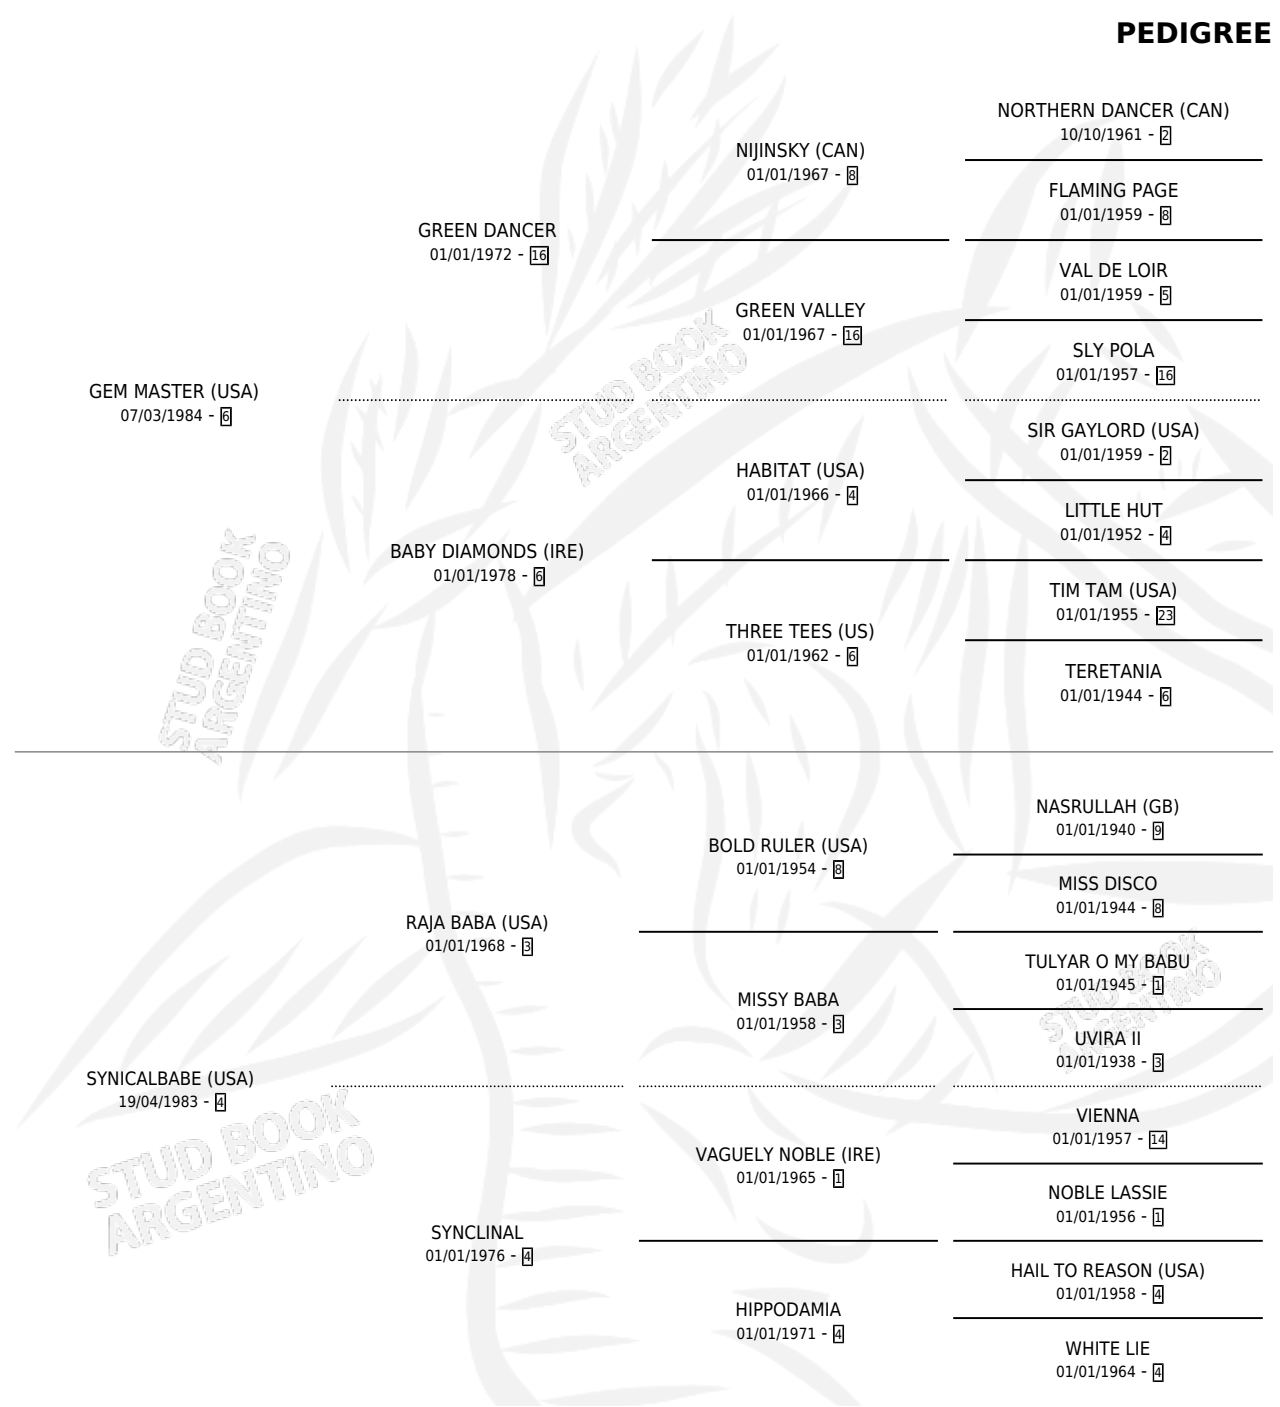 PEDIGREE
NORTHERN DANCER (CAN)
10/10/1961 - 2
NIJINSKY (CAN)
01/01/1967 - 8
FLAMING PAGE
01/01/1959 - 8
GREEN DANCER
01/01/1972 - 16
VAL DE LOIR
01/01/1959 - 5
GREEN VALLEY
01/01/1967 - 16
SLY POLA
01/01/1957 - 16
GEM MASTER (USA)
07/03/1984 - 6
SIR GAYLORD (USA)
01/01/1959 - 2
HABITAT (USA)
01/01/1966 - 4
LITTLE HUT
01/01/1952 - 4
BABY DIAMONDS (IRE)
01/01/1978 - 6
TIM TAM (USA)
01/01/1955 - 23
THREE TEES (US)
01/01/1962 - 6
TERETANIA
01/01/1944 - 6
NASRULLAH (GB)
01/01/1940 - 9
BOLD RULER (USA)
01/01/1954 - 8
MISS DISCO
01/01/1944 - 8
RAJA BABA (USA)
01/01/1968 - 3
TULYAR O MY BABU
01/01/1945 - 1
MISSY BABA
01/01/1958 - 3
UVIRA II
01/01/1938 - 3
SYNICALBABE (USA)
19/04/1983 - 4
VIENNA
01/01/1957 - 14
VAGUELY NOBLE (IRE)
01/01/1965 - 1
NOBLE LASSIE
01/01/1956 - 1
SYNCLINAL
01/01/1976 - 4
HAIL TO REASON (USA)
01/01/1958 - 4
HIPPODAMIA
01/01/1971 - 4
WHITE LIE
01/01/1964 - 4
STUD BOOK
ARGENTINO
STUD BOOK
ARGENTINO
STUD BOOK
ARGENTINO
STUD BOOK
ARGENTINO